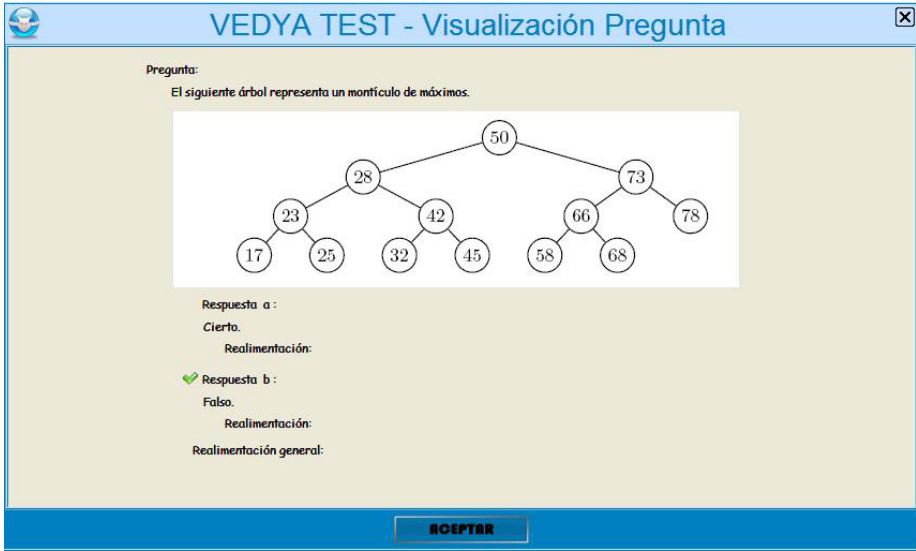 VEDYA TEST - Visualización Pregunta
Pregunta:
El siguiente árbol representa un montículo de máximos.
50
28 73
23 42 66 78
17 25 32 45 58 68
Respuesta a :
Cierto.
Realimentación:
Respuesta b :
Falso.
Realimentación:
Realimentación general:
ACEPTAR